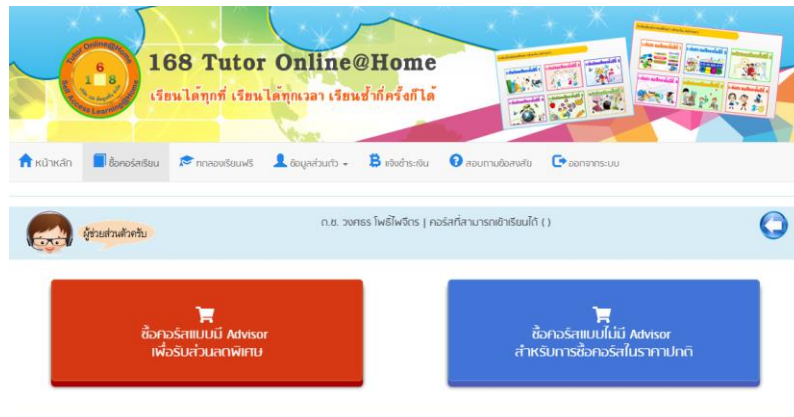 Tutor Online@Home
6
1 8
Self Access Learning@Home
168 Tutor Online@Home
เรียนได้ทุกที่ เรียนได้ทุกเวลา เรียนซ้ำกี่ครั้งก็ได้
หน้าหลัก ซื้อคอร์สเรียน ทดลองเรียนฟรี ข้อมูลส่วนตัว แจ้งชำระเงิน สอบถามข้อสงสัย ออกจากระบบ
ผู้ช่วยส่วนตัวครับ
ด.ช. วงศธร โพธิ์ไพจิตร | คอร์สที่สามารถเข้าเรียนได้ ( )
ซื้อคอร์สแบบมี Advisor
เพื่อรับส่วนลดพิเศษ
ซื้อคอร์สแบบไม่มี Advisor
สำหรับการซื้อคอร์สในราคาปกติ